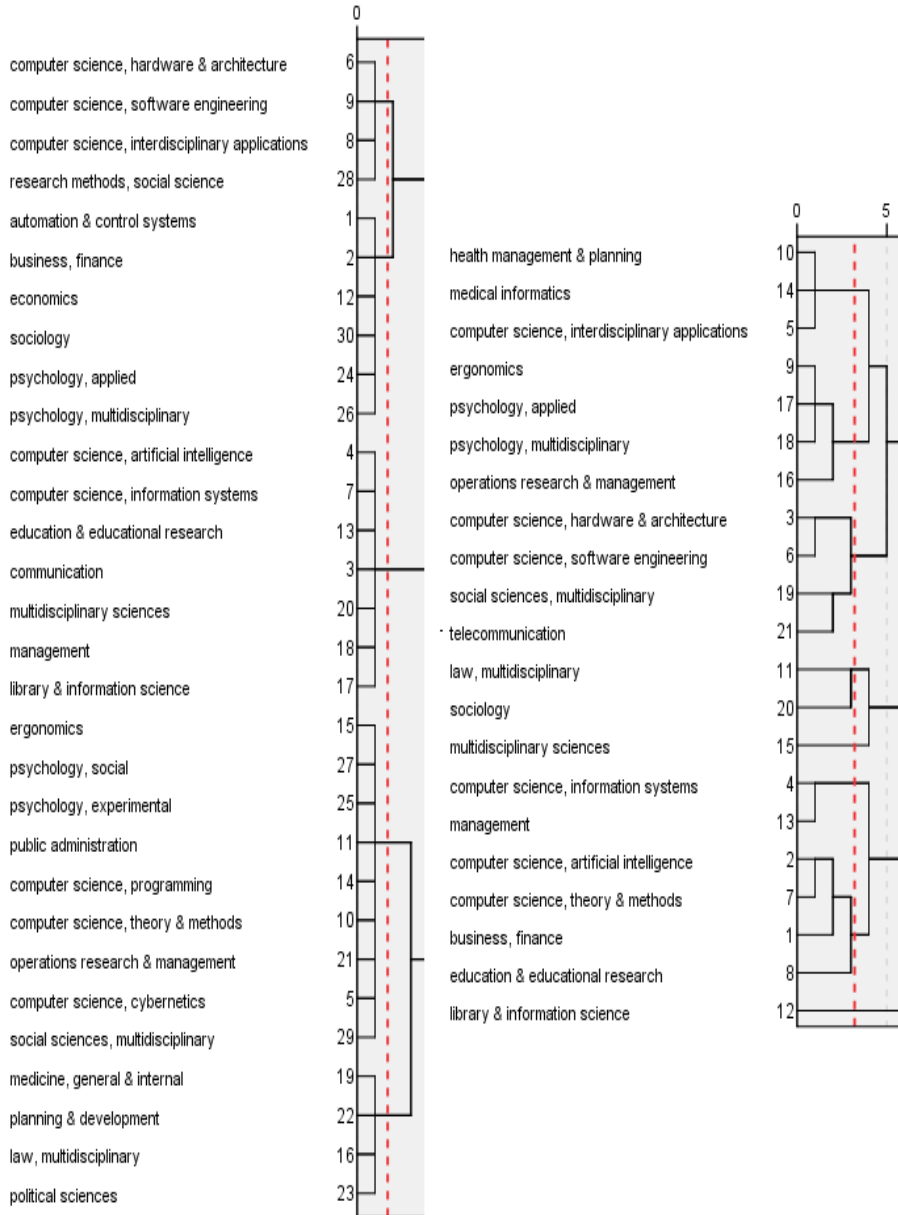 0
computer science, hardware & architecture 6
computer science, software engineering 9
computer science, interdisciplinary applications 8
research methods, social science 28
automation & control systems 1
business, finance 2
economics 12
sociology 30
psychology, applied 24
psychology, multidisciplinary 26
computer science, artificial intelligence 4
computer science, information systems 7
education & educational research 13
communication 3
multidisciplinary sciences 20
management 18
library & information science 17
ergonomics 15
psychology, social 27
psychology, experimental 25
public administration 11
computer science, programming 14
computer science, theory & methods 10
operations research & management 21
computer science, cybernetics 5
social sciences, multidisciplinary 29
medicine, general & internal 19
planning & development 22
law, multidisciplinary 16
political sciences 23
0 5
health management & planning 10
medical informatics 14
computer science, interdisciplinary applications 5
ergonomics 9
psychology, applied 17
psychology, multidisciplinary 18
operations research & management 16
computer science, hardware & architecture 3
computer science, software engineering 6
social sciences, multidisciplinary 19
telecommunication 21
law, multidisciplinary 11
sociology 20
multidisciplinary sciences 15
computer science, information systems 4
management 13
computer science, artificial intelligence 2
computer science, theory & methods 7
business, finance 1
education & educational research 8
library & information science 12